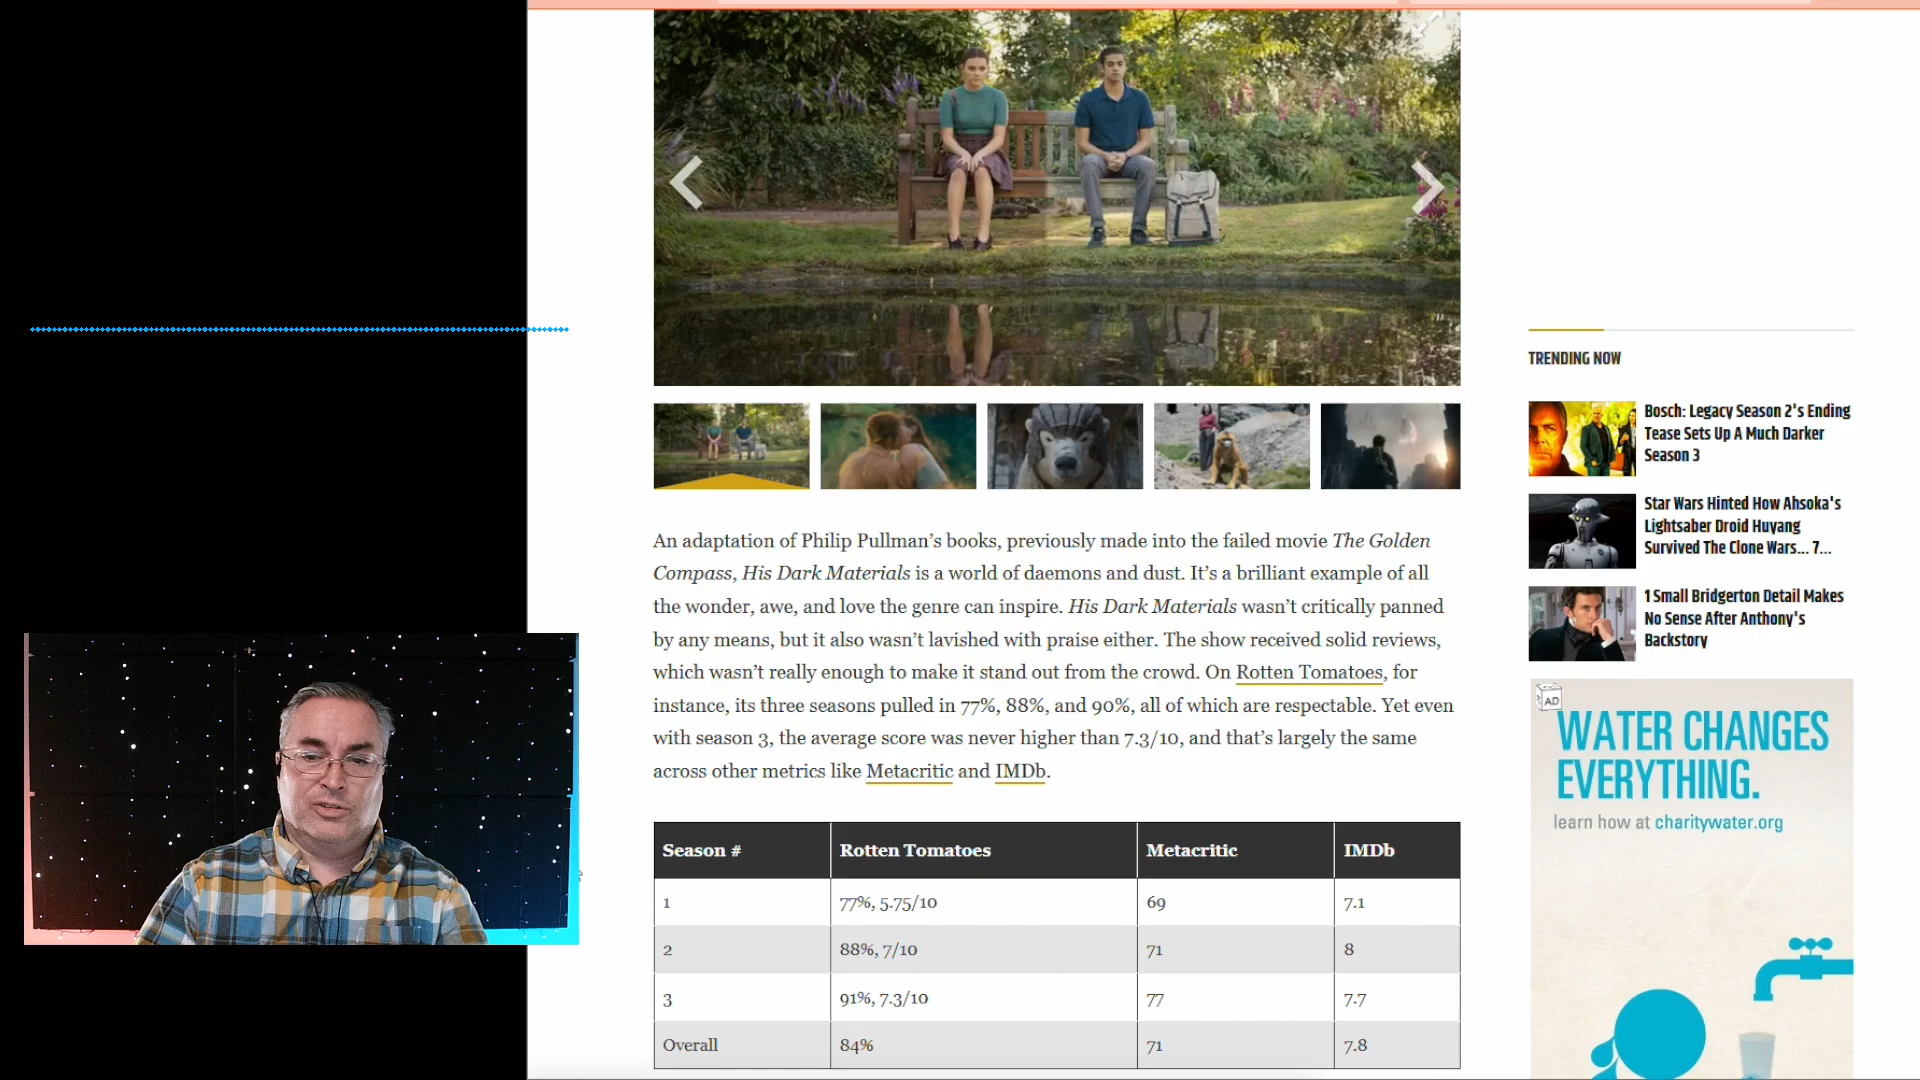 An adaptation of Philip Pullman’s books, previously made into the failed movie The Golden
Compass, His Dark Materials is a world of daemons and dust. It’s a brilliant example of all
the wonder, awe, and love the genre can inspire. His Dark Materials wasn’t critically panned
by any means, but it also wasn’t lavished with praise either. The show received solid reviews,
which wasn’t really enough to make it stand out from the crowd. On Rotten Tomatoes, for
instance, its three seasons pulled in 77%, 88%, and 90%, all of which are respectable. Yet even
with season 3, the average score was never higher than 7.3/10, and that’s largely the same
across other metrics like Metacritic and IMDb.
Season # Rotten Tomatoes Metacritic IMDb
1 77%, 5.75/10 69 7.1
2 88%, 7/10 71 8
3 91%, 7.3/10 77 7.7
Overall 84% 71 7.8
TRENDING NOW
Bosch: Legacy Season 2's Ending
Tease Sets Up A Much Darker
Season 3
Star Wars Hinted How Ahsoka's
Lightsaber Droid Huyang
Survived The Clone Wars... 7...
1 Small Bridgerton Detail Makes
No Sense After Anthony's
Backstory
AD
WATER CHANGES
EVERYTHING.
learn how at charitywater.org